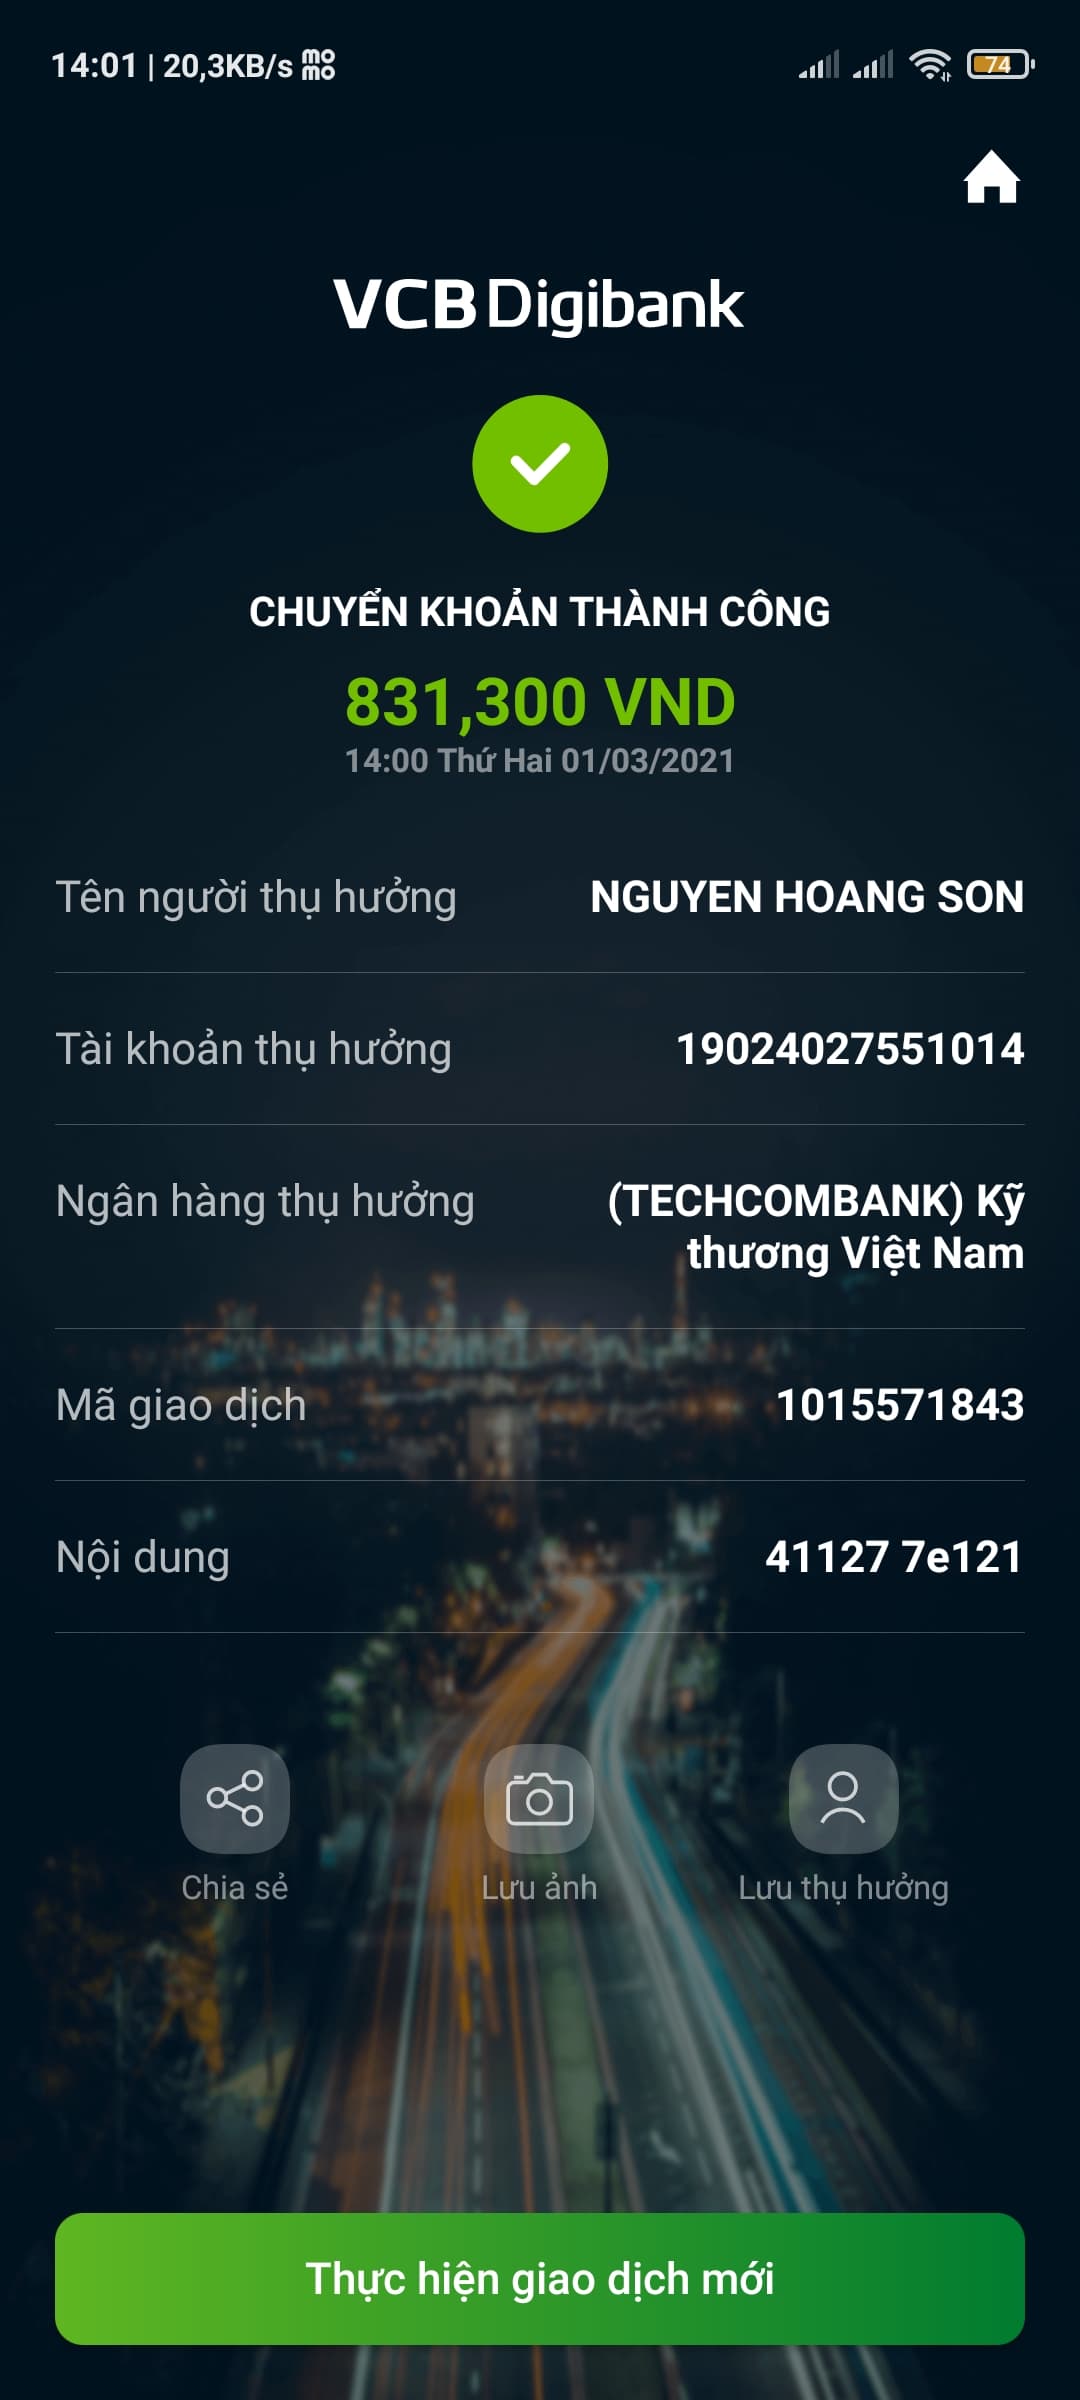 14:01 | 20,3KB/s mo mo 74
VCB Digibank
CHUYỂN KHOẢN THÀNH CÔNG
831,300 VND
14:00 Thứ Hai 01/03/2021
Tên người thụ hưởng NGUYEN HOANG SON
Tài khoản thụ hưởng 19024027551014
Ngân hàng thụ hưởng (TECHCOMBANK) Kỹ
thương Việt Nam
Mã giao dịch 1015571843
Nội dung 41127 7e121
Chia sẻ Lưu ảnh Lưu thụ hưởng
Thực hiện giao dịch mới